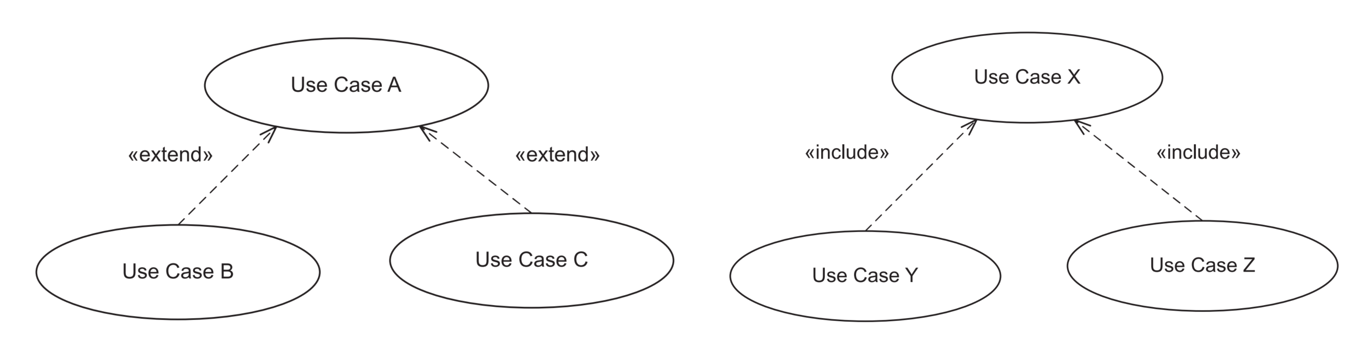 Use Case A
«extend»
«extend»
Use Case B
Use Case C
Use Case X
«include»
«include»
Use Case Y
Use Case Z